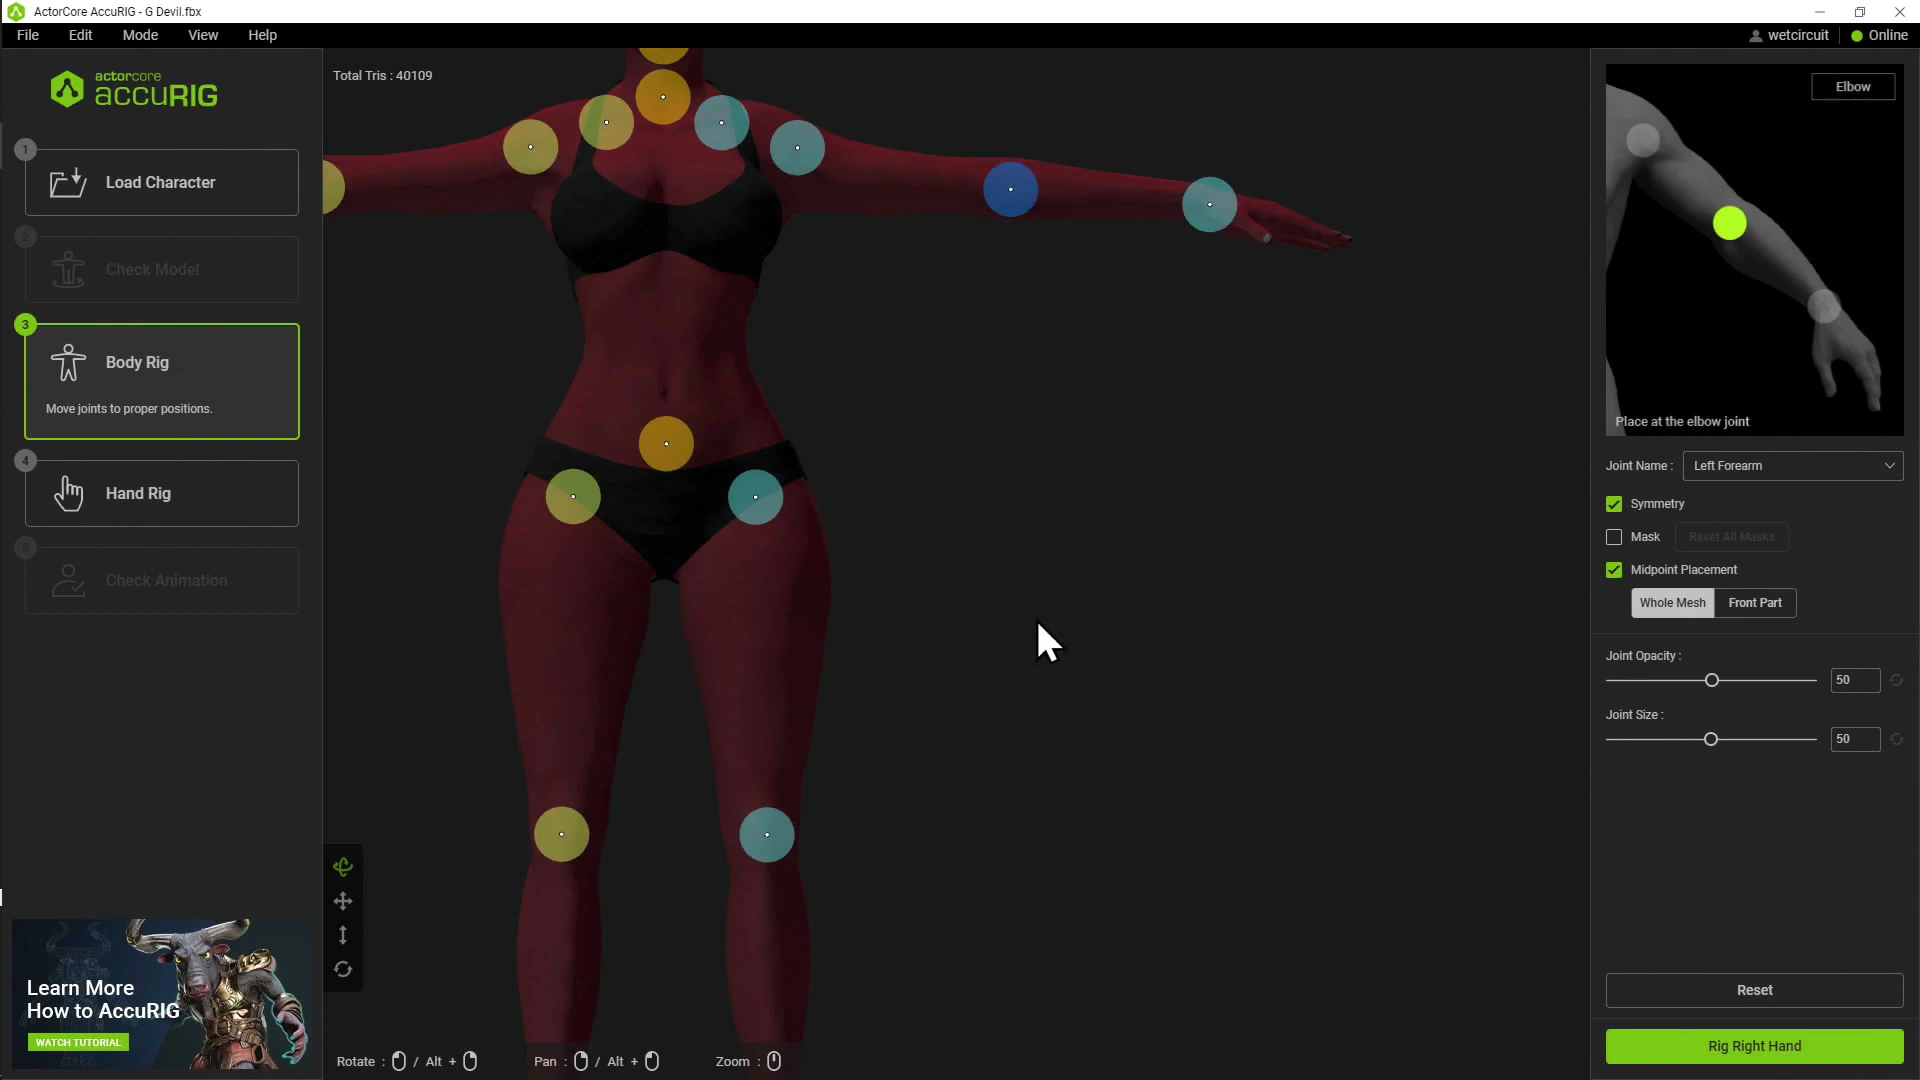 ActorCore AccuRIG - G Devil.fbx
File Edit Mode View Help
wetcircuit Online
actorcore
accuRIG
1
Load Character
2
Check Model
3
Body Rig
Move joints to proper positions.
4
Hand Rig
5
Check Animation
Learn More
How to AccuRIG
WATCH TUTORIAL
Total Tris : 40109
Rotate : / Alt + Pan : / Alt + Zoom :
Elbow
Place at the elbow joint
Joint Name : Left Forearm
Symmetry
Mask Reset All Masks
Midpoint Placement
Whole Mesh Front Part
Joint Opacity :
50
Joint Size :
50
Reset
Rig Right Hand